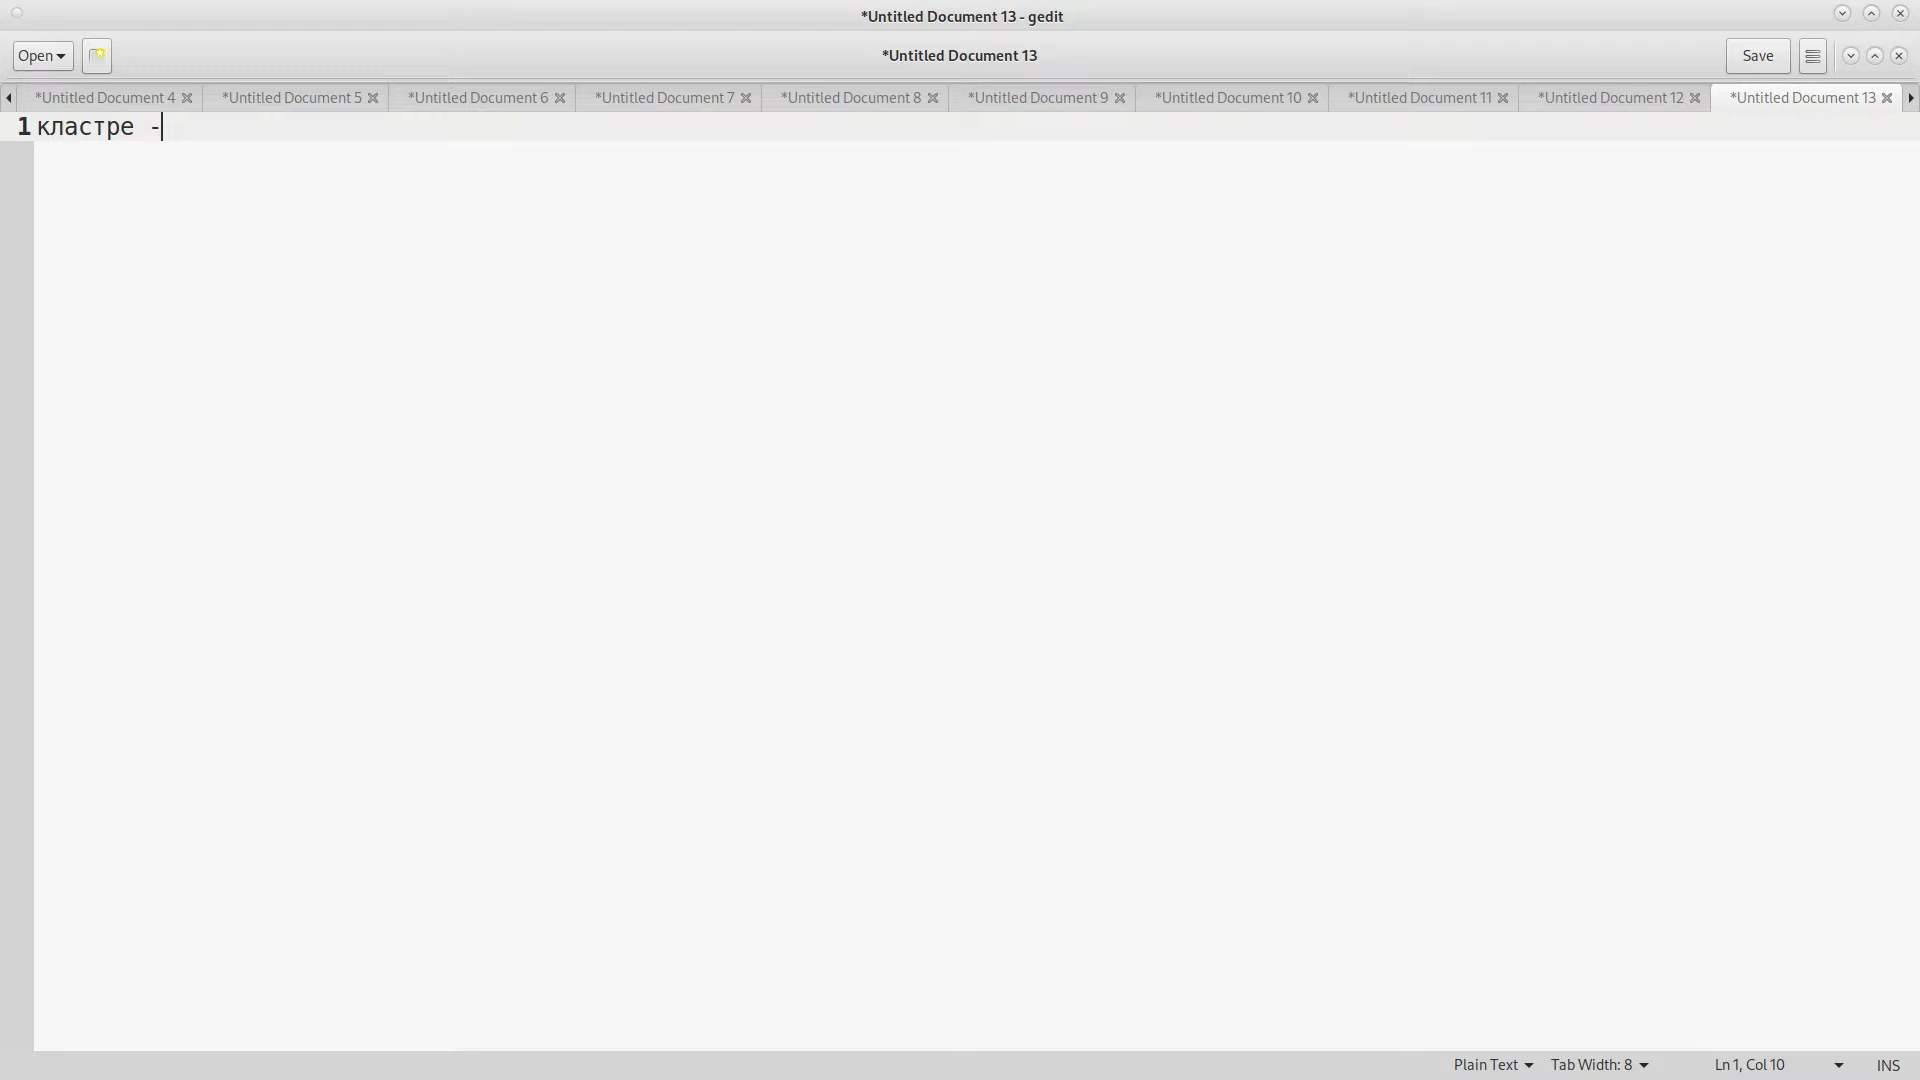 *Untitled Document 13 - gedit
Open
*Untitled Document 13
Save
*Untitled Document 4
*Untitled Document 5
*Untitled Document 6
*Untitled Document 7
*Untitled Document 8
*Untitled Document 9
*Untitled Document 10
*Untitled Document 11
*Untitled Document 12
*Untitled Document 13
1 кластре -
Plain Text
Tab Width: 8
Ln 1, Col 10
INS